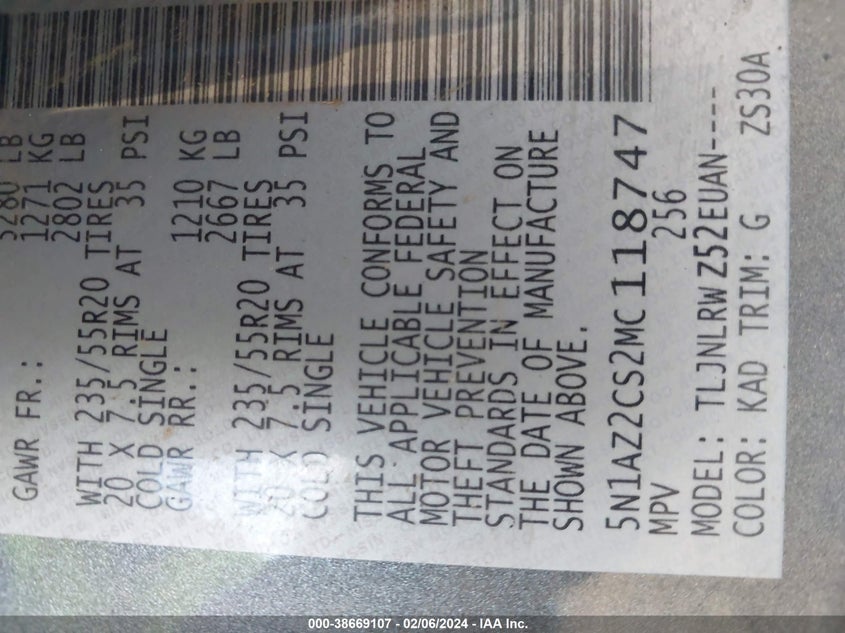 5280 LB
GAWR FR.: 1271 KG
2802 LB
WITH 235/55R20 TIRES
20 X 7.5 RIMS AT 35 PSI
COLD SINGLE
GAWR RR.: 1210 KG
2667 LB
WITH 235/55R20 TIRES
20 X 7.5 RIMS AT 35 PSI
COLD SINGLE
THIS VEHICLE CONFORMS TO
ALL APPLICABLE FEDERAL
MOTOR VEHICLE SAFETY AND
THEFT PREVENTION
STANDARDS IN EFFECT ON
THE DATE OF MANUFACTURE
SHOWN ABOVE.
5N1AZ2CS2MC118747
MPV 256
MODEL: TLJNLRWZ52EUAN----
COLOR: KAD TRIM: G ZS30A
000-38669107 - 02/06/2024 - IAA Inc.